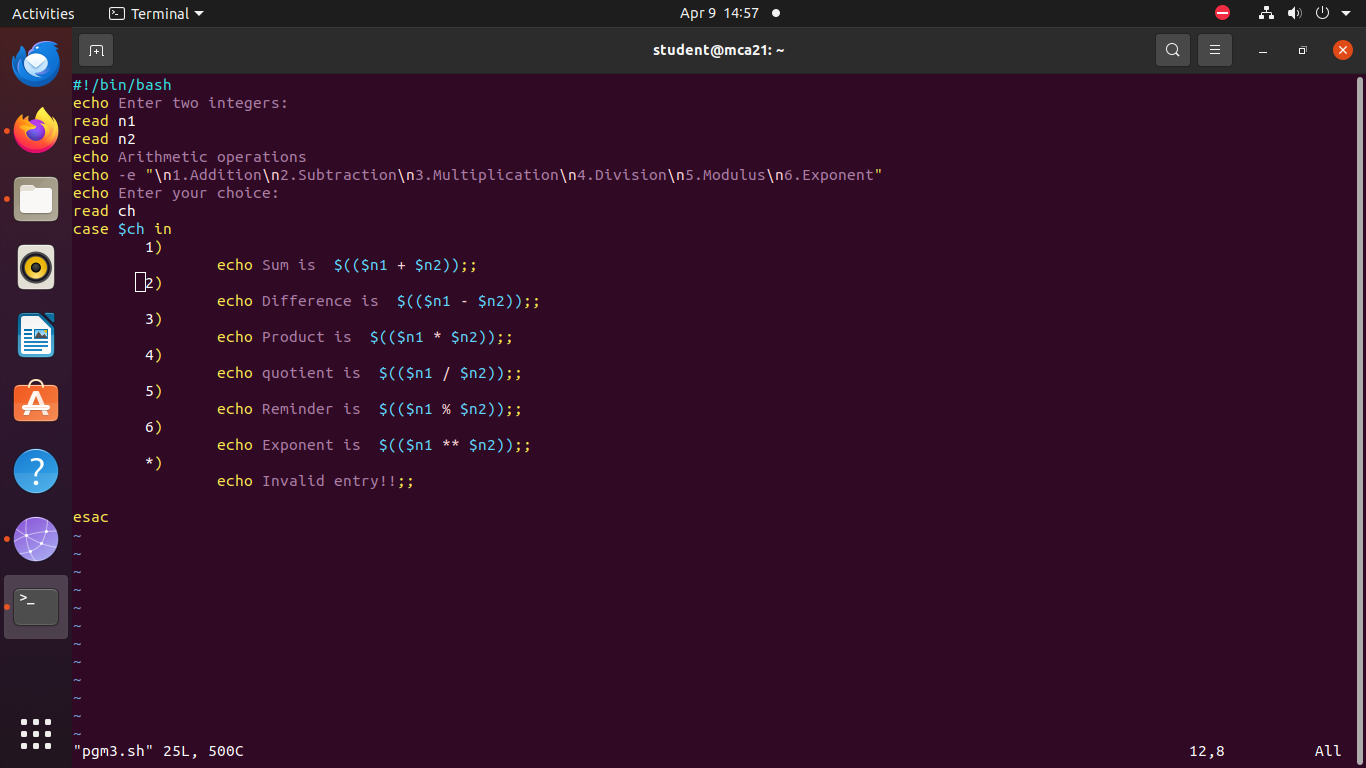 Activities Terminal Apr 9 14:57
student@mca21: ~
#!/bin/bash
echo Enter two integers:
read n1
read n2
echo Arithmetic operations
echo -e "\n1.Addition\n2.Subtraction\n3.Multiplication\n4.Division\n5.Modulus\n6.Exponent"
echo Enter your choice:
read ch
case $ch in
        1)
                echo Sum is  $(($n1 + $n2));;
        2)
                echo Difference is  $(($n1 - $n2));;
        3)
                echo Product is  $(($n1 * $n2));;
        4)
                echo quotient is  $(($n1 / $n2));;
        5)
                echo Reminder is  $(($n1 % $n2));;
        6)
                echo Exponent is  $(($n1 ** $n2));;
        *)
                echo Invalid entry!!;;

esac
~
~
~
~
~
~
~
~
~
~
~
~
"pgm3.sh" 25L, 500C 12,8 All